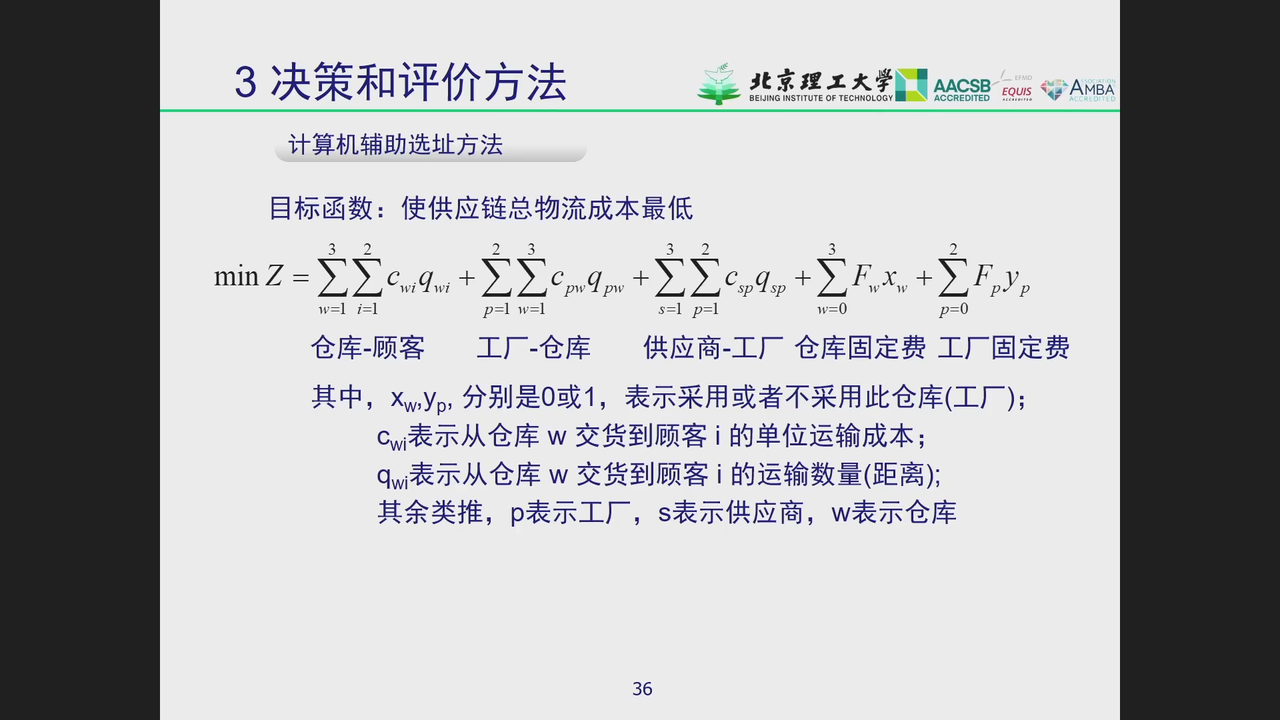 3 决策和评价方法
北京理工大学
BEIJING INSTITUTE OF TECHNOLOGY
AACSB
ACCREDITED
EFMD
EQUIS
ACCREDITED
ASSOCIATION
AMBA
ACCREDITED
计算机辅助选址方法
目标函数：使供应链总物流成本最低
min Z = ∑_{w=1}^{3} ∑_{i=1}^{2} c_{wi} q_{wi} + ∑_{p=1}^{2} ∑_{w=1}^{3} c_{pw} q_{pw} + ∑_{s=1}^{3} ∑_{p=1}^{2} c_{sp} q_{sp} + ∑_{w=0}^{3} F_w x_w + ∑_{p=0}^{2} F_p y_p
仓库-顾客 工厂-仓库 供应商-工厂 仓库固定费 工厂固定费
其中，x_w,y_p, 分别是0或1，表示采用或者不采用此仓库(工厂)；
c_{wi}表示从仓库 w 交货到顾客 i 的单位运输成本；
q_{wi}表示从仓库 w 交货到顾客 i 的运输数量(距离);
其余类推，p表示工厂，s表示供应商，w表示仓库
36